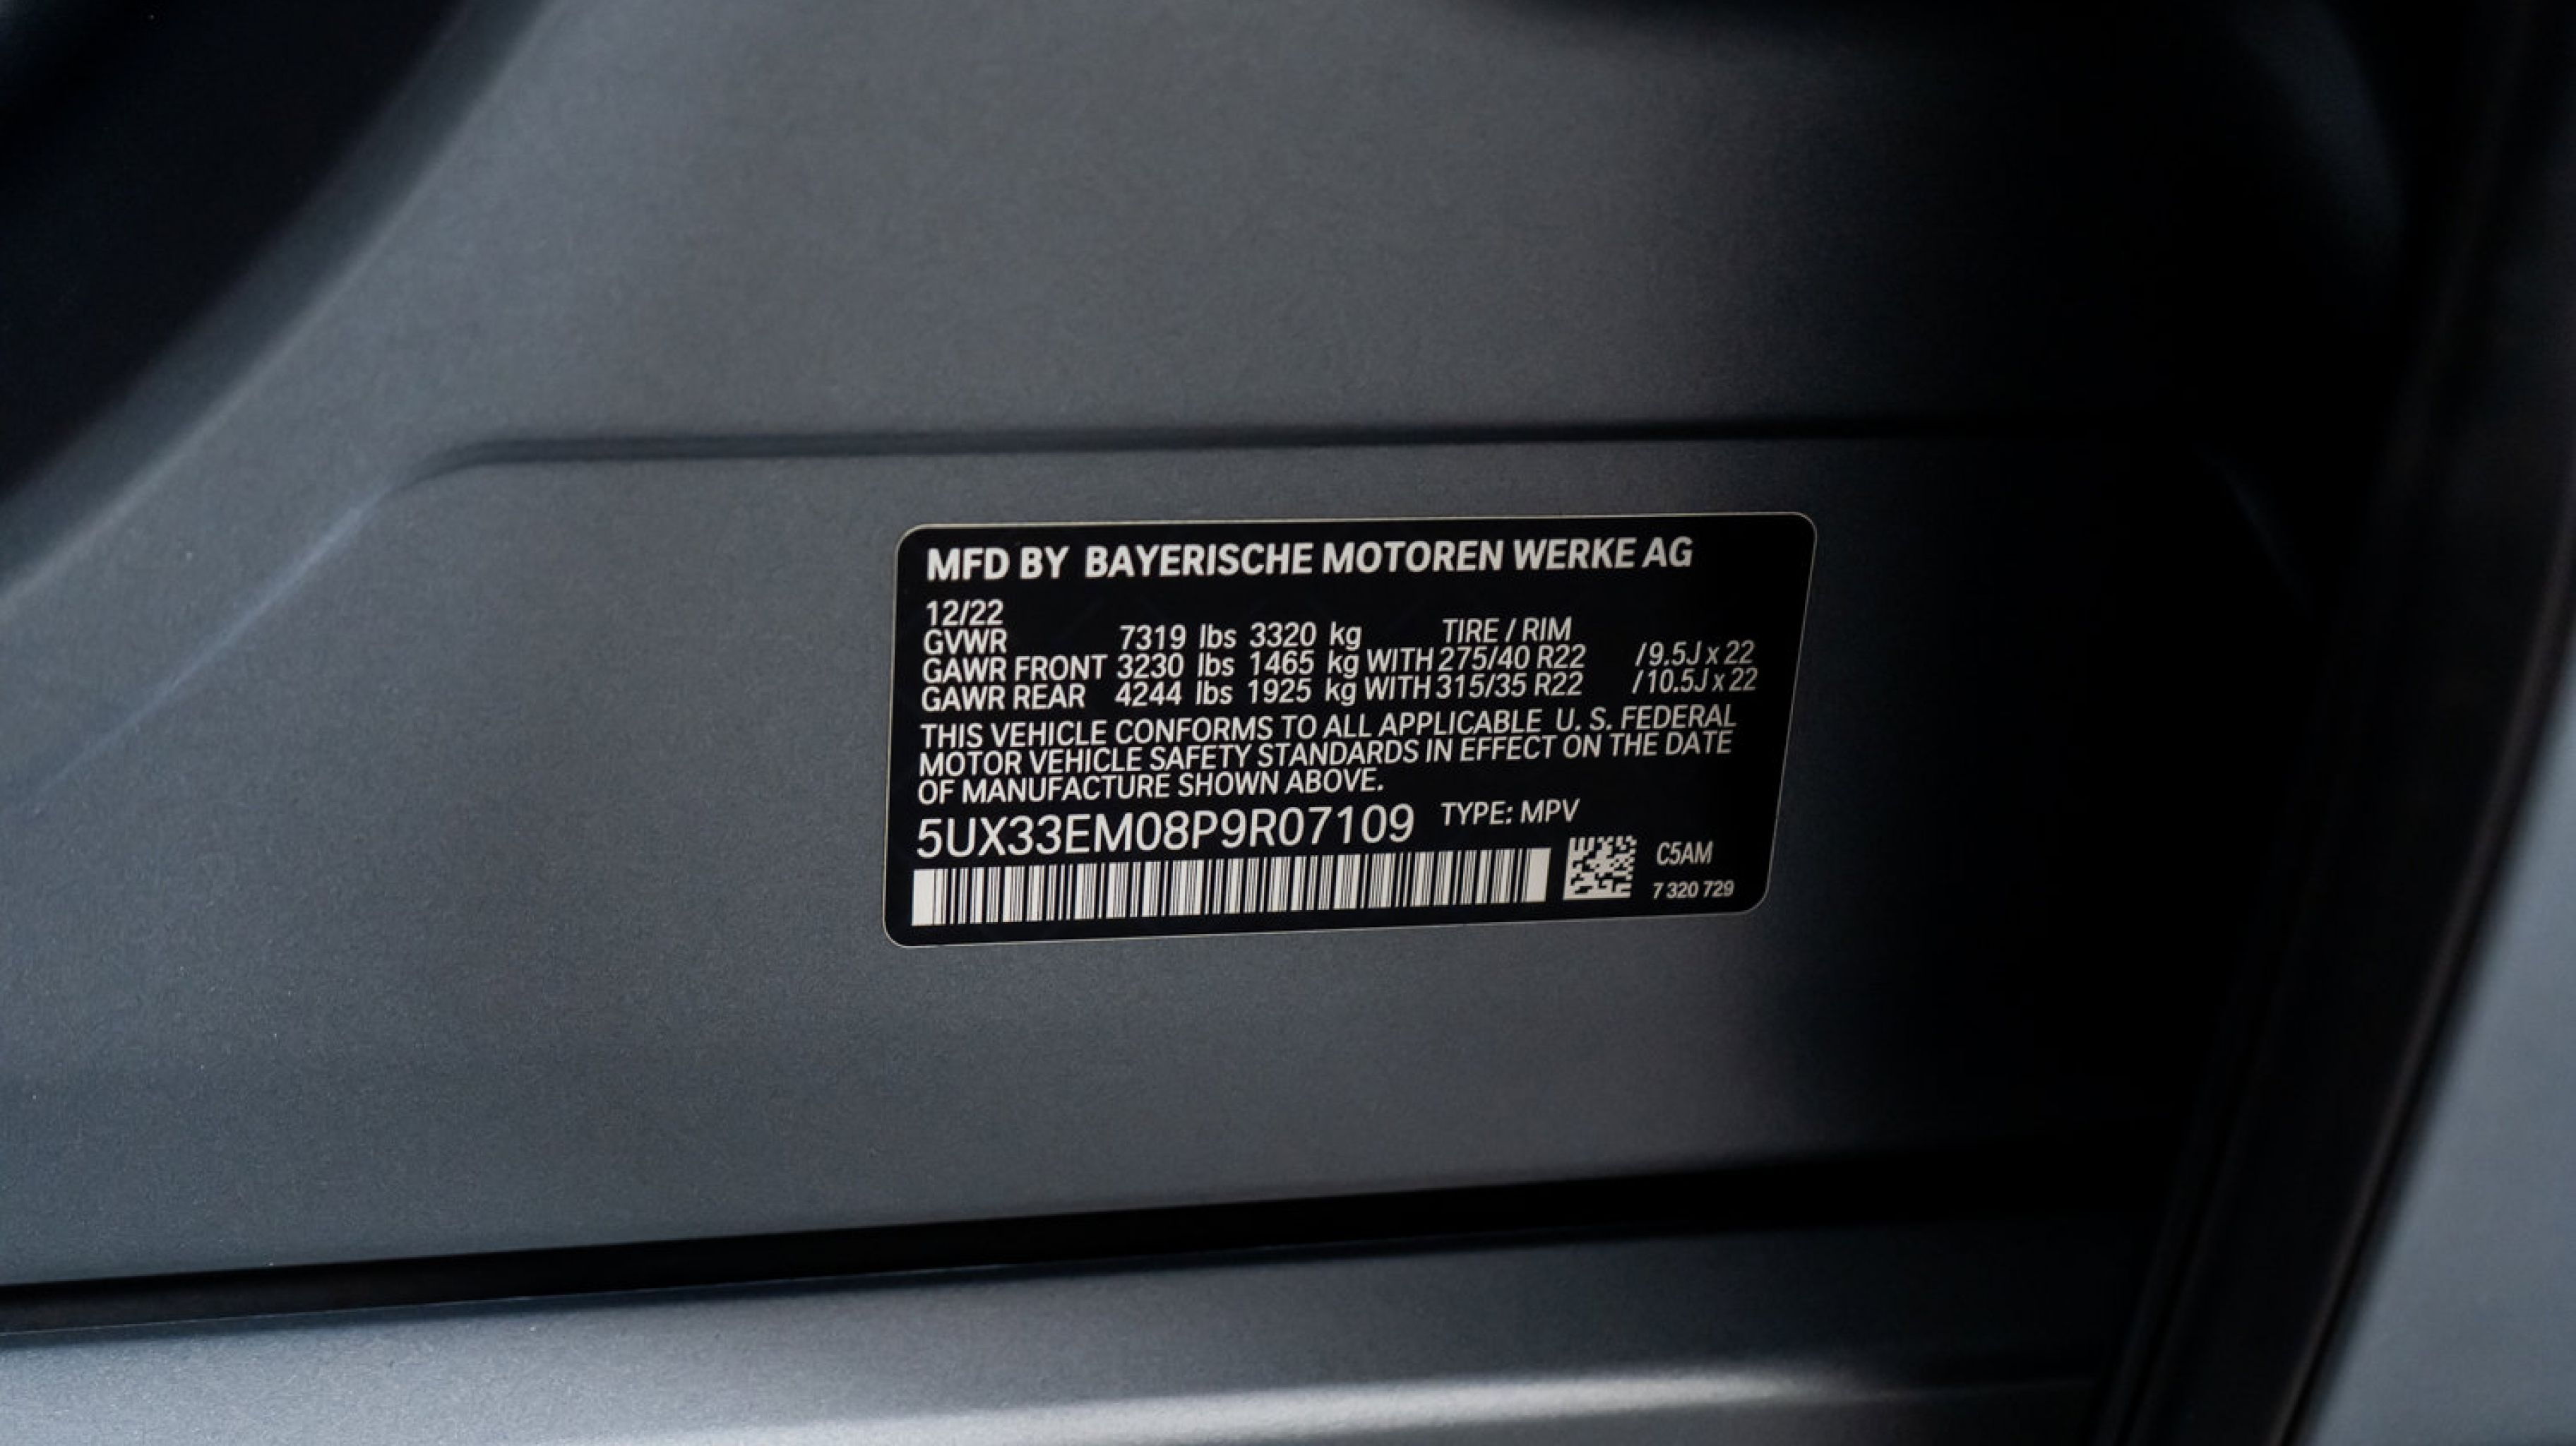 MFD BY BAYERISCHE MOTOREN WERKE AG
12/22
GVWR 7319 lbs 3320 kg TIRE / RIM
GAWR FRONT 3230 lbs 1465 kg WITH 275/40 R22 /9.5J x 22
GAWR REAR 4244 lbs 1925 kg WITH 315/35 R22 /10.5J x 22
THIS VEHICLE CONFORMS TO ALL APPLICABLE U. S. FEDERAL
MOTOR VEHICLE SAFETY STANDARDS IN EFFECT ON THE DATE
OF MANUFACTURE SHOWN ABOVE.
5UX33EM08P9R07109 TYPE: MPV
C5AM
7 320 729